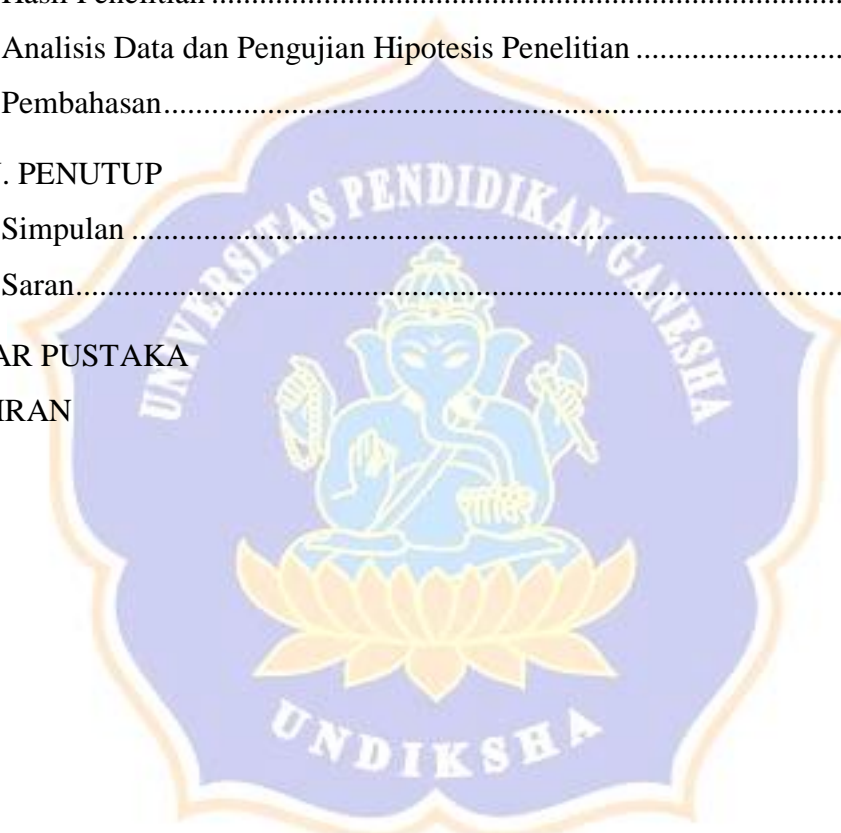 Hasil Penelitian ................................................................................
Analisis Data dan Pengujian Hipotesis Penelitian ..........................
Pembahasan......................................................................................
. PENUTUP
Simpulan ..........................................................................................
Saran.................................................................................................
AR PUSTAKA
IRAN
UNIVERSITAS PENDIDIKAN GANESHA
UNDIKSHA